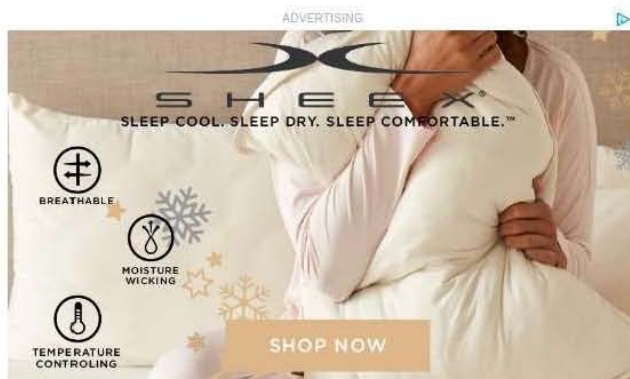 ADVERTISING
SHEEX®
SLEEP COOL. SLEEP DRY. SLEEP COMFORTABLE.™
BREATHABLE
MOISTURE
WICKING
TEMPERATURE
CONTROLING
SHOP NOW